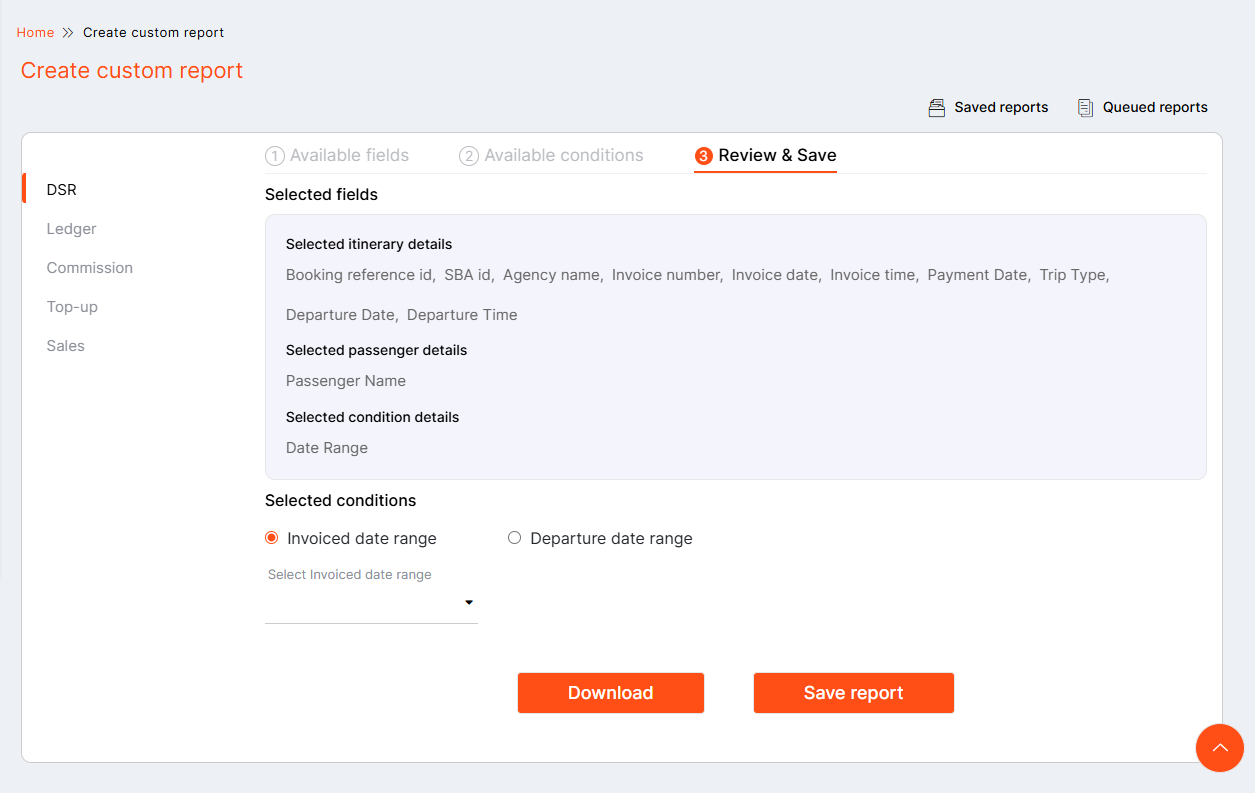 Home >> Create custom report
Create custom report
Saved reports Queued reports
1 Available fields 2 Available conditions 3 Review & Save
DSR
Ledger
Commission
Top-up
Sales
Selected fields
Selected itinerary details
Booking reference id, SBA id, Agency name, Invoice number, Invoice date, Invoice time, Payment Date, Trip Type,
Departure Date, Departure Time
Selected passenger details
Passenger Name
Selected condition details
Date Range
Selected conditions
Invoiced date range Departure date range
Select Invoiced date range
Download Save report